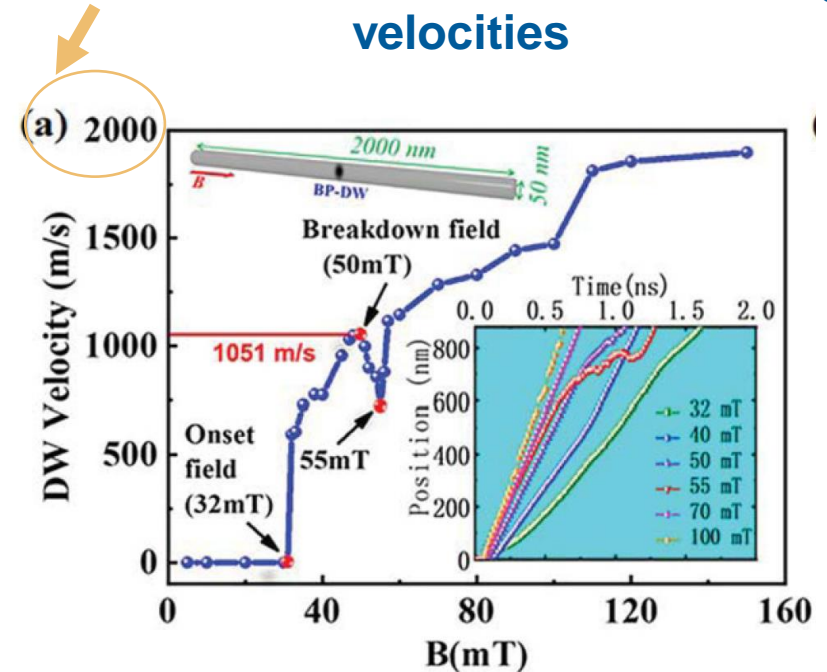 velocities
(a)
2000
1500
1000
500
0
DW Velocity (m/s)
2000 nm
50 nm
B
BP-DW
Breakdown field
(50mT)
1051 m/s
Onset
field
(32mT)
55mT
Time(ns)
0.0 0.5 1.0 1.5 2.0
800
600
400
200
0
Position (nm)
32 mT
40 mT
50 mT
55 mT
70 mT
100 mT
0 40 80 120 160
B(mT)